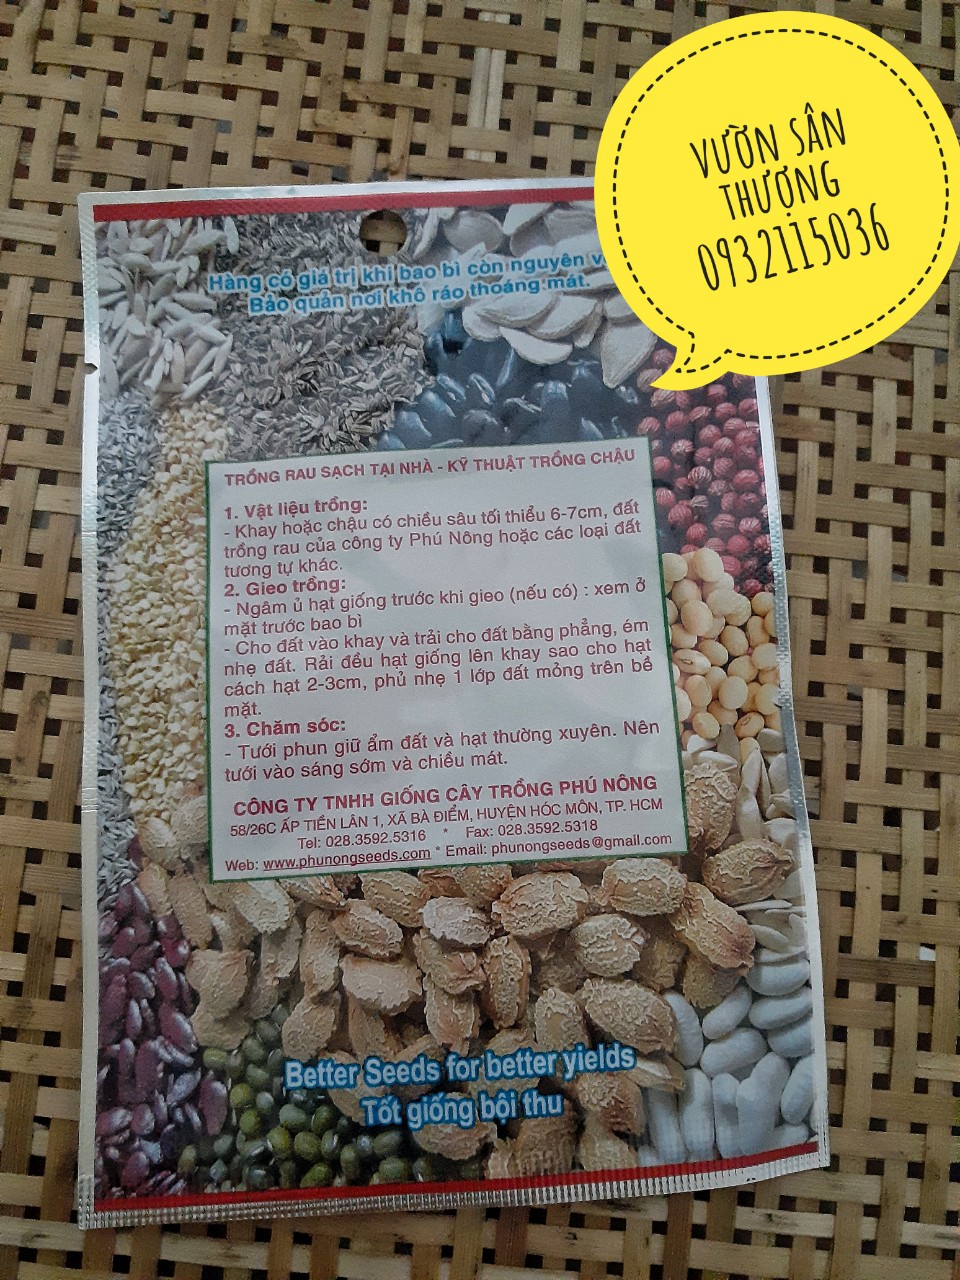 VƯỜN SÂN
THƯỢNG
0932115036
Hàng có giá trị khi bao bì còn nguyên
Bảo quản nơi khô ráo thoáng mát.
TRỒNG RAU SẠCH TẠI NHÀ - KỸ THUẬT TRỒNG CHẬU
1. Vật liệu trồng:
- Khay hoặc chậu có chiều sâu tối thiểu 6-7cm, đất
trồng rau của công ty Phú Nông hoặc các loại đất
tương tự khác.
2. Gieo trồng:
- Ngâm ủ hạt giống trước khi gieo (nếu có) : xem ở
mặt trước bao bì
- Cho đất vào khay và trải cho đất bằng phẳng, ém
nhẹ đất. Rải đều hạt giống lên khay sao cho hạt
cách hạt 2-3cm, phủ nhẹ 1 lớp đất mỏng trên bề
mặt.
3. Chăm sóc:
- Tưới phun giữ ẩm đất và hạt thường xuyên. Nên
tưới vào sáng sớm và chiều mát.
CÔNG TY TNHH GIỐNG CÂY TRỒNG PHÚ NÔNG
58/26C ẤP TIỀN LÂN 1, XÃ BÀ ĐIỂM, HUYỆN HÓC MÔN, TP. HCM
Tel: 028.3592.5316 * Fax: 028.3592.5318
Web: www.phunongseeds.com * Email: phunongseeds@gmail.com
Better Seeds for better yields
Tốt giống bội thu